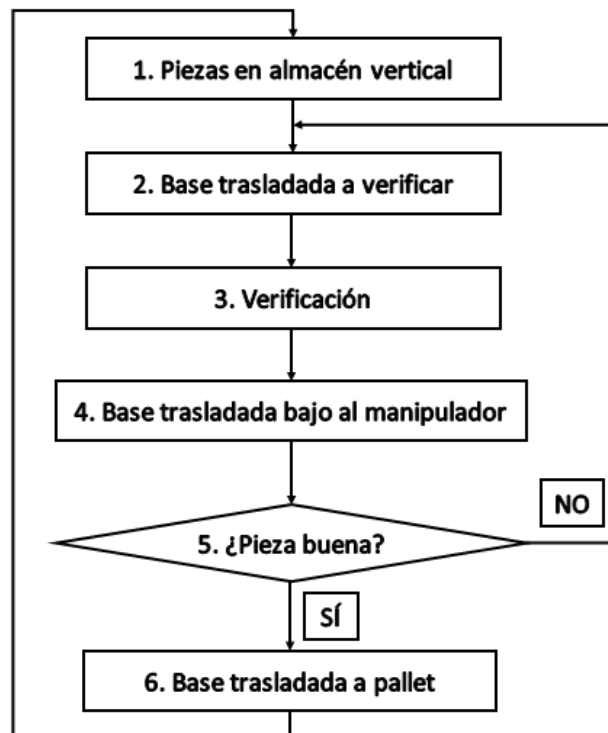 1. Piezas en almacén vertical
2. Base trasladada a verificar
3. Verificación
4. Base trasladada bajo al manipulador
NO
5. ¿Pieza buena?
SÍ
6. Base trasladada a pallet